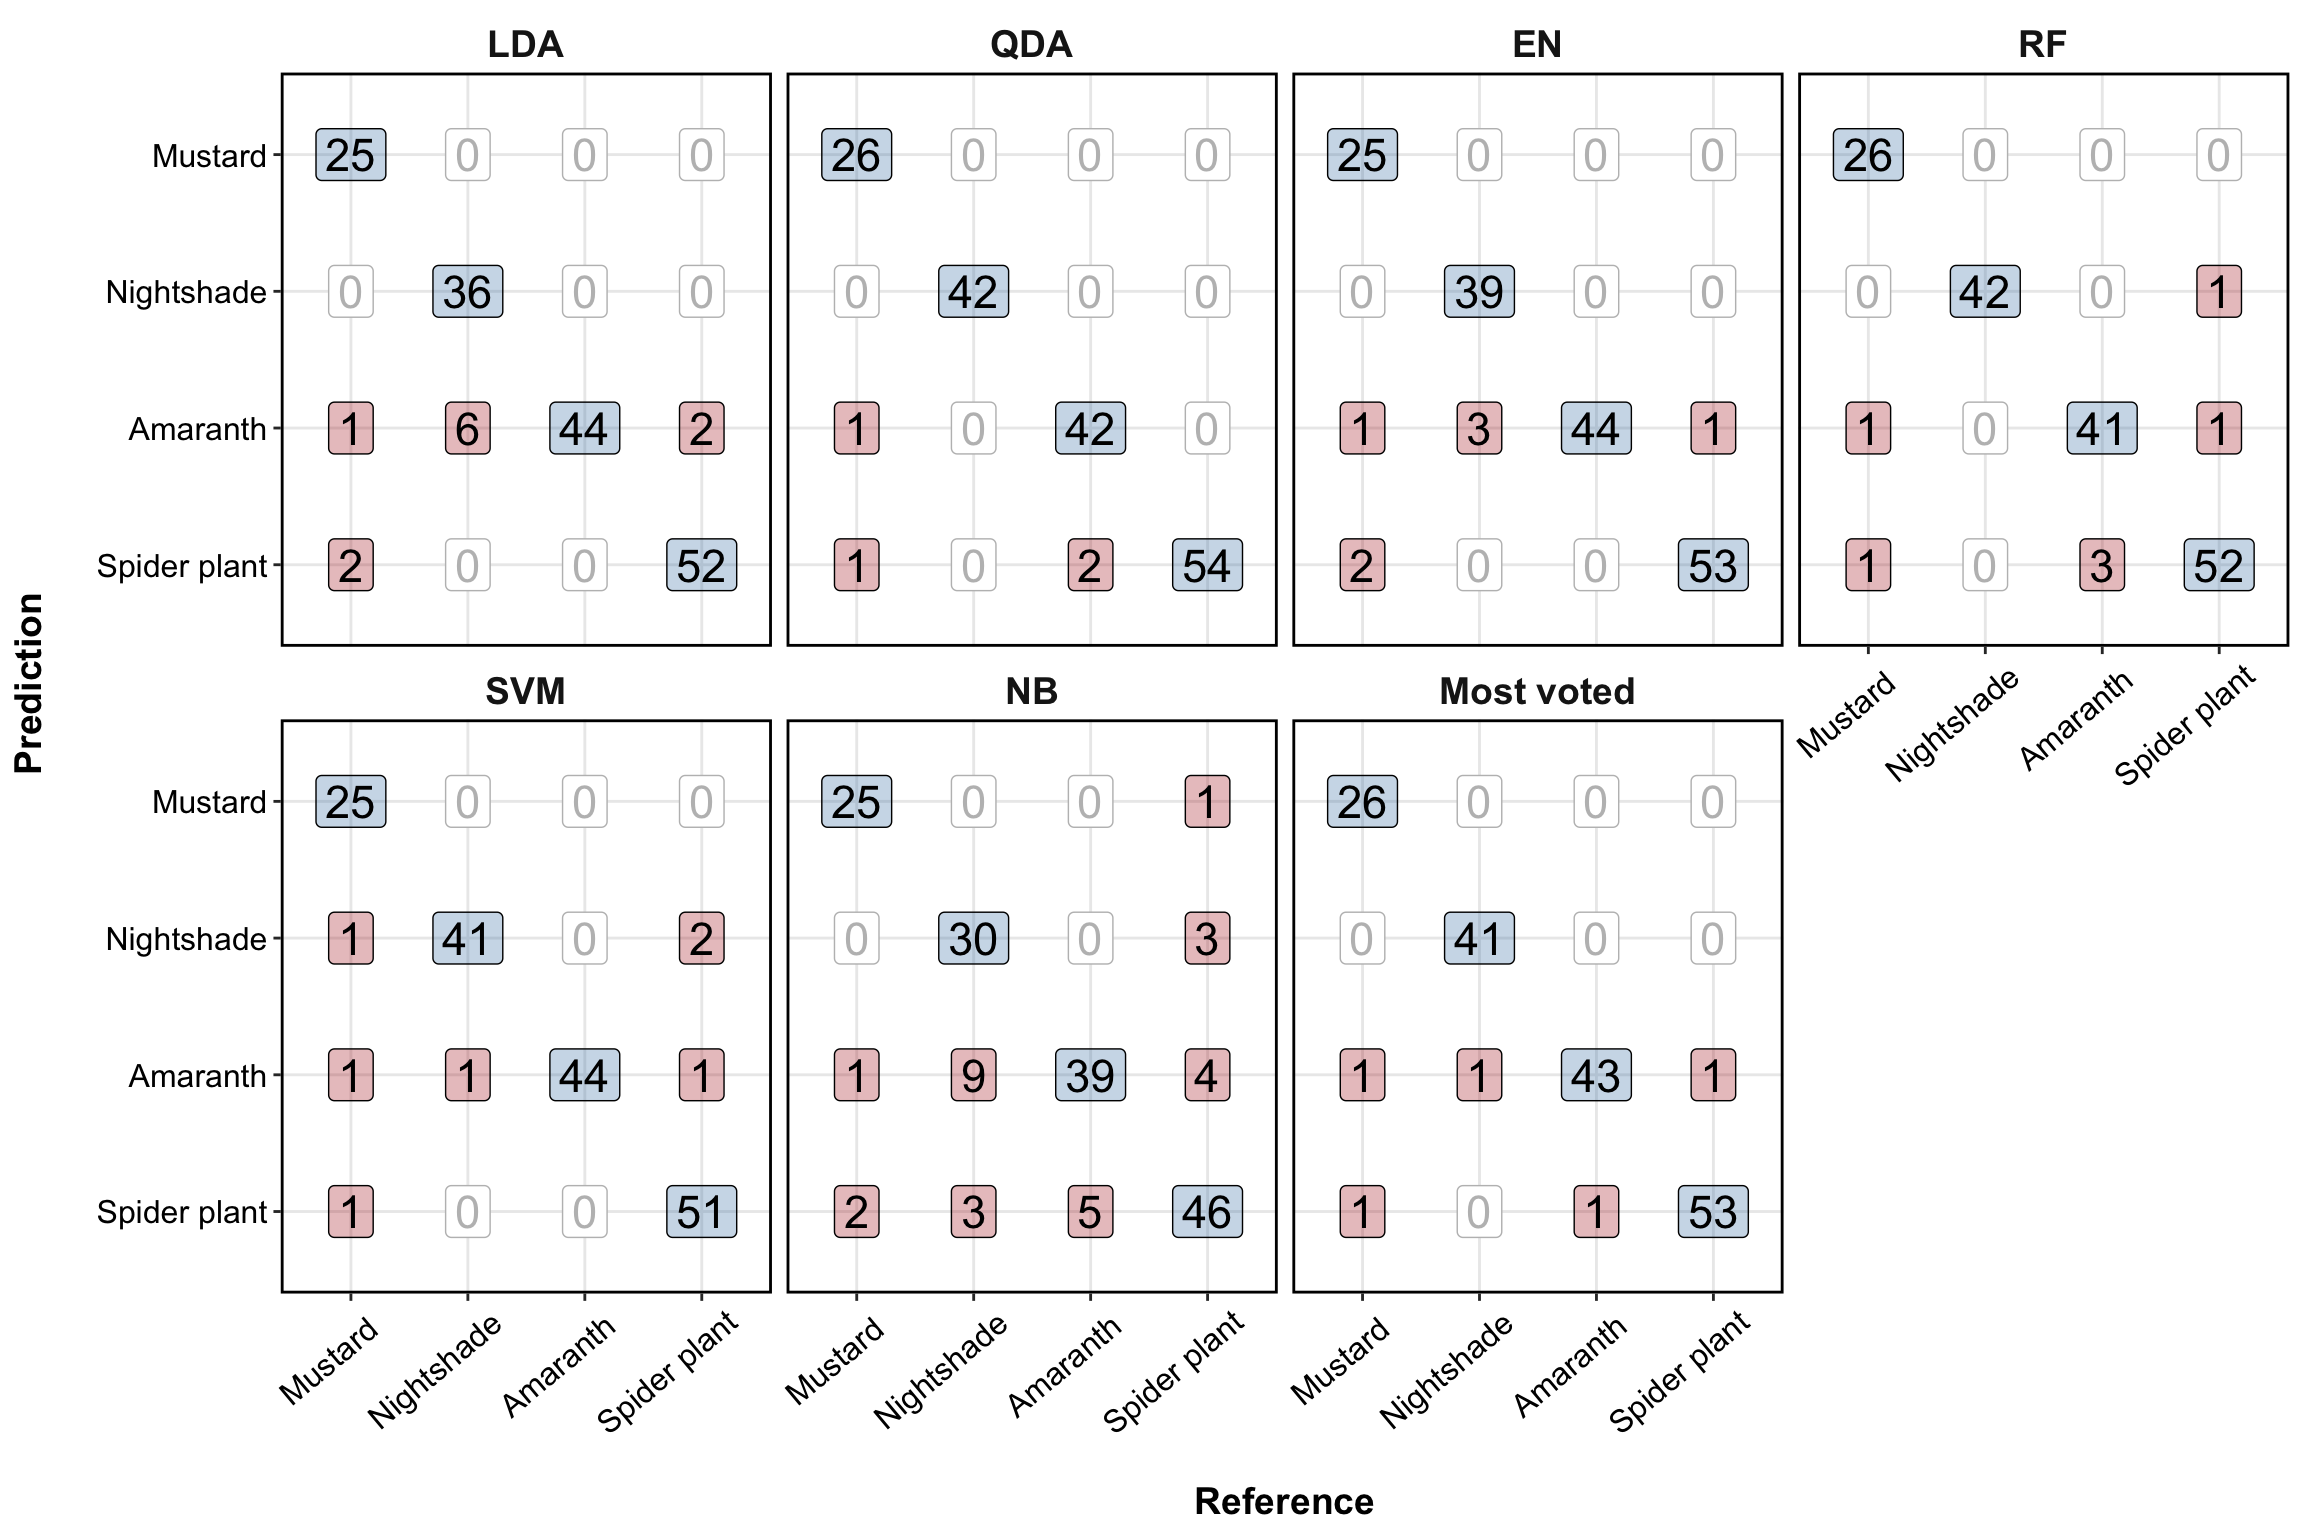 LDA QDA EN RF
Mustard 25 0 0 0 26 0 0 0 25 0 0 0 26 0 0 0
Nightshade 0 36 0 0 0 42 0 0 0 39 0 0 0 42 0 1
Amaranth 1 6 44 2 1 0 42 0 1 3 44 1 1 0 41 1
Spider plant 2 0 0 52 1 0 2 54 2 0 0 53 1 0 3 52
Mustard Nightshade Amaranth Spider plant
Prediction
SVM NB Most voted
Mustard 25 0 0 0 25 0 0 1 26 0 0 0
Nightshade 1 41 0 2 0 30 0 3 0 41 0 0
Amaranth 1 1 44 1 1 9 39 4 1 1 43 1
Spider plant 1 0 0 51 2 3 5 46 1 0 1 53
Mustard Nightshade Amaranth Spider plant Mustard Nightshade Amaranth Spider plant Mustard Nightshade Amaranth Spider plant
Reference